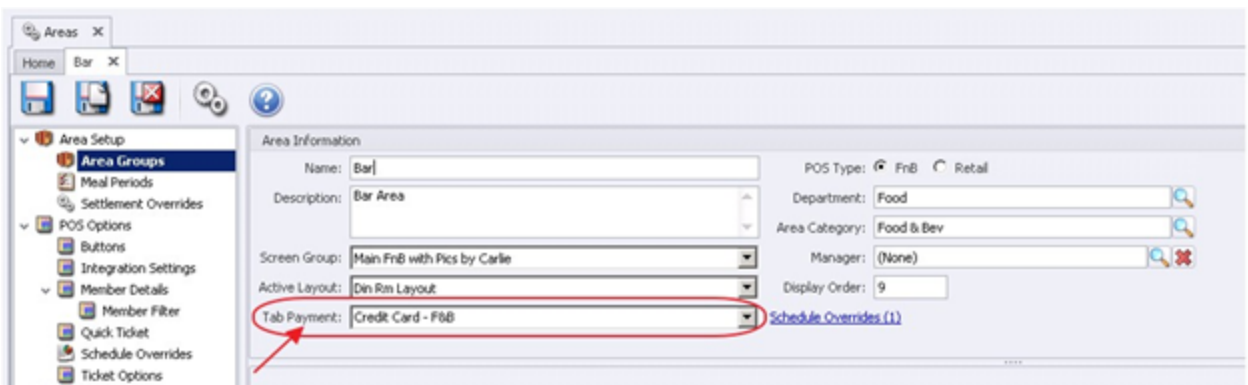 Areas X
Home Bar X
Area Setup
Area Groups
Meal Periods
Settlement Overrides
POS Options
Buttons
Integration Settings
Member Details
Member Filter
Quick Ticket
Schedule Overrides
Ticket Options
Area Information
Name: Bar
Description: Bar Area
Screen Group: Main FnB with Pics by Carlie
Active Layout: Din Rm Layout
Tab Payment: Credit Card - F&B
POS Type: FnB Retail
Department: Food
Area Category: Food & Bev
Manager: (None)
Display Order: 9
Schedule Overrides (1)